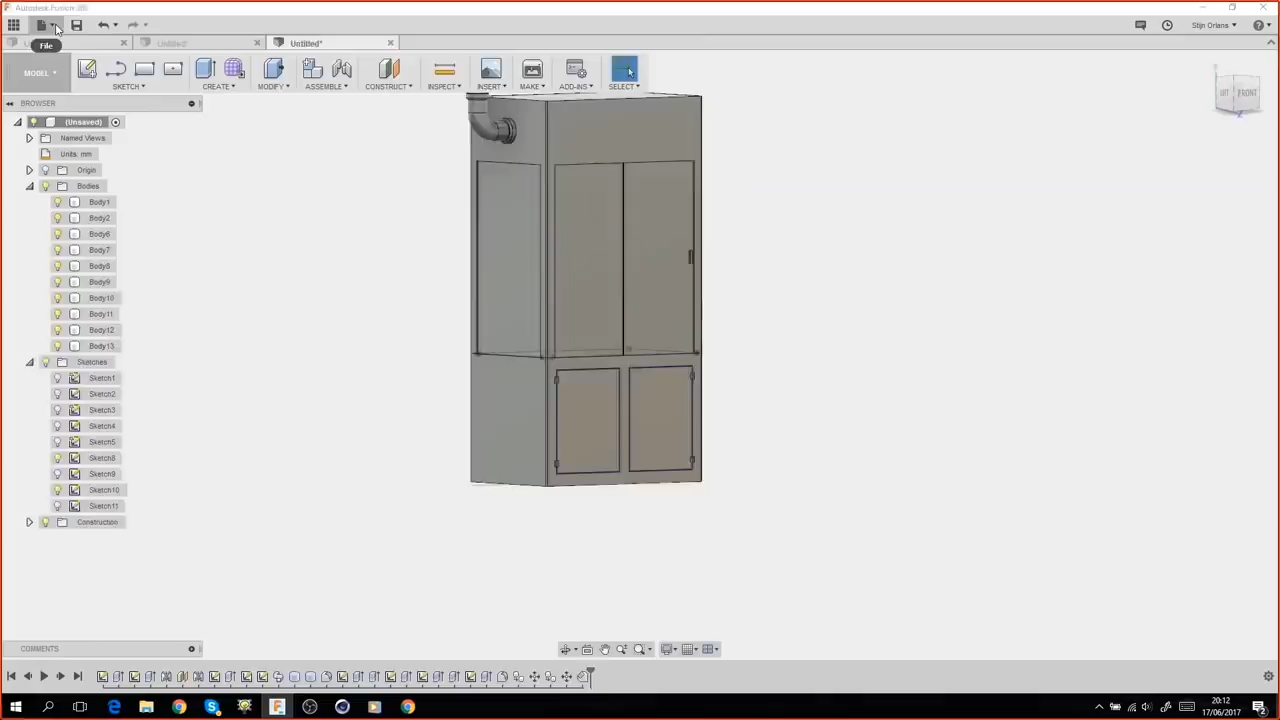 Autodesk Fusion
Stijn Orlans
File
Untitled*
Untitled*
MODEL
SKETCH
CREATE
MODIFY
ASSEMBLE
CONSTRUCT
INSPECT
INSERT
MAKE
ADD-INS
SELECT
FRONT
BROWSER
(Unsaved)
Named Views
Units: mm
Origin
Bodies
Body1
Body2
Body6
Body7
Body8
Body9
Body10
Body11
Body12
Body13
Sketches
Sketch1
Sketch2
Sketch3
Sketch4
Sketch5
Sketch8
Sketch9
Sketch10
Sketch11
Construction
COMMENTS
20:12
17/06/2017